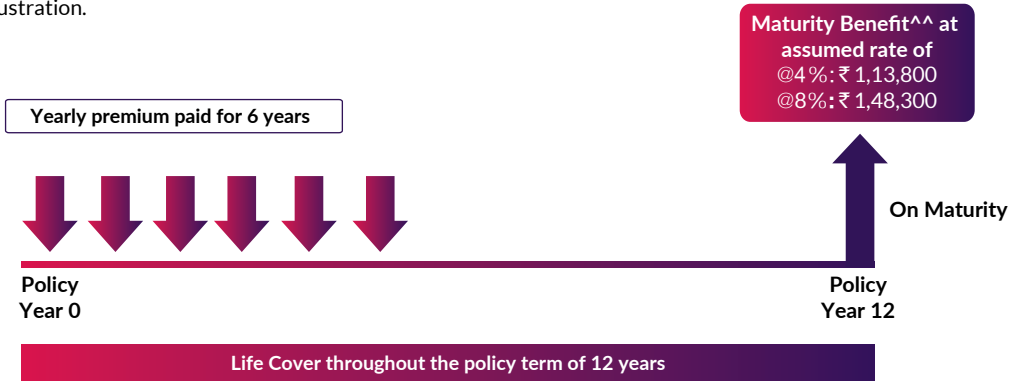 ustration.
Maturity Benefit^^ at
assumed rate of
@4%: ₹ 1,13,800
@8%: ₹ 1,48,300
Yearly premium paid for 6 years
On Maturity
Policy
Year 0
Policy
Year 12
Life Cover throughout the policy term of 12 years